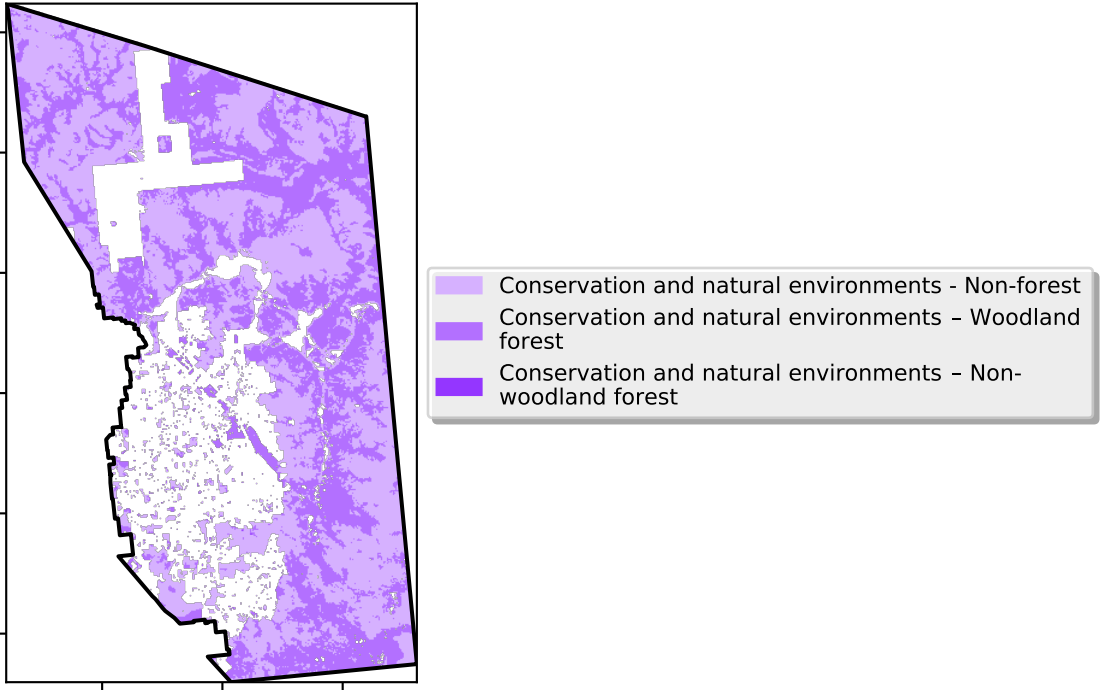 Conservation and natural environments - Non-forest
Conservation and natural environments – Woodland
forest
Conservation and natural environments – Non-
woodland forest